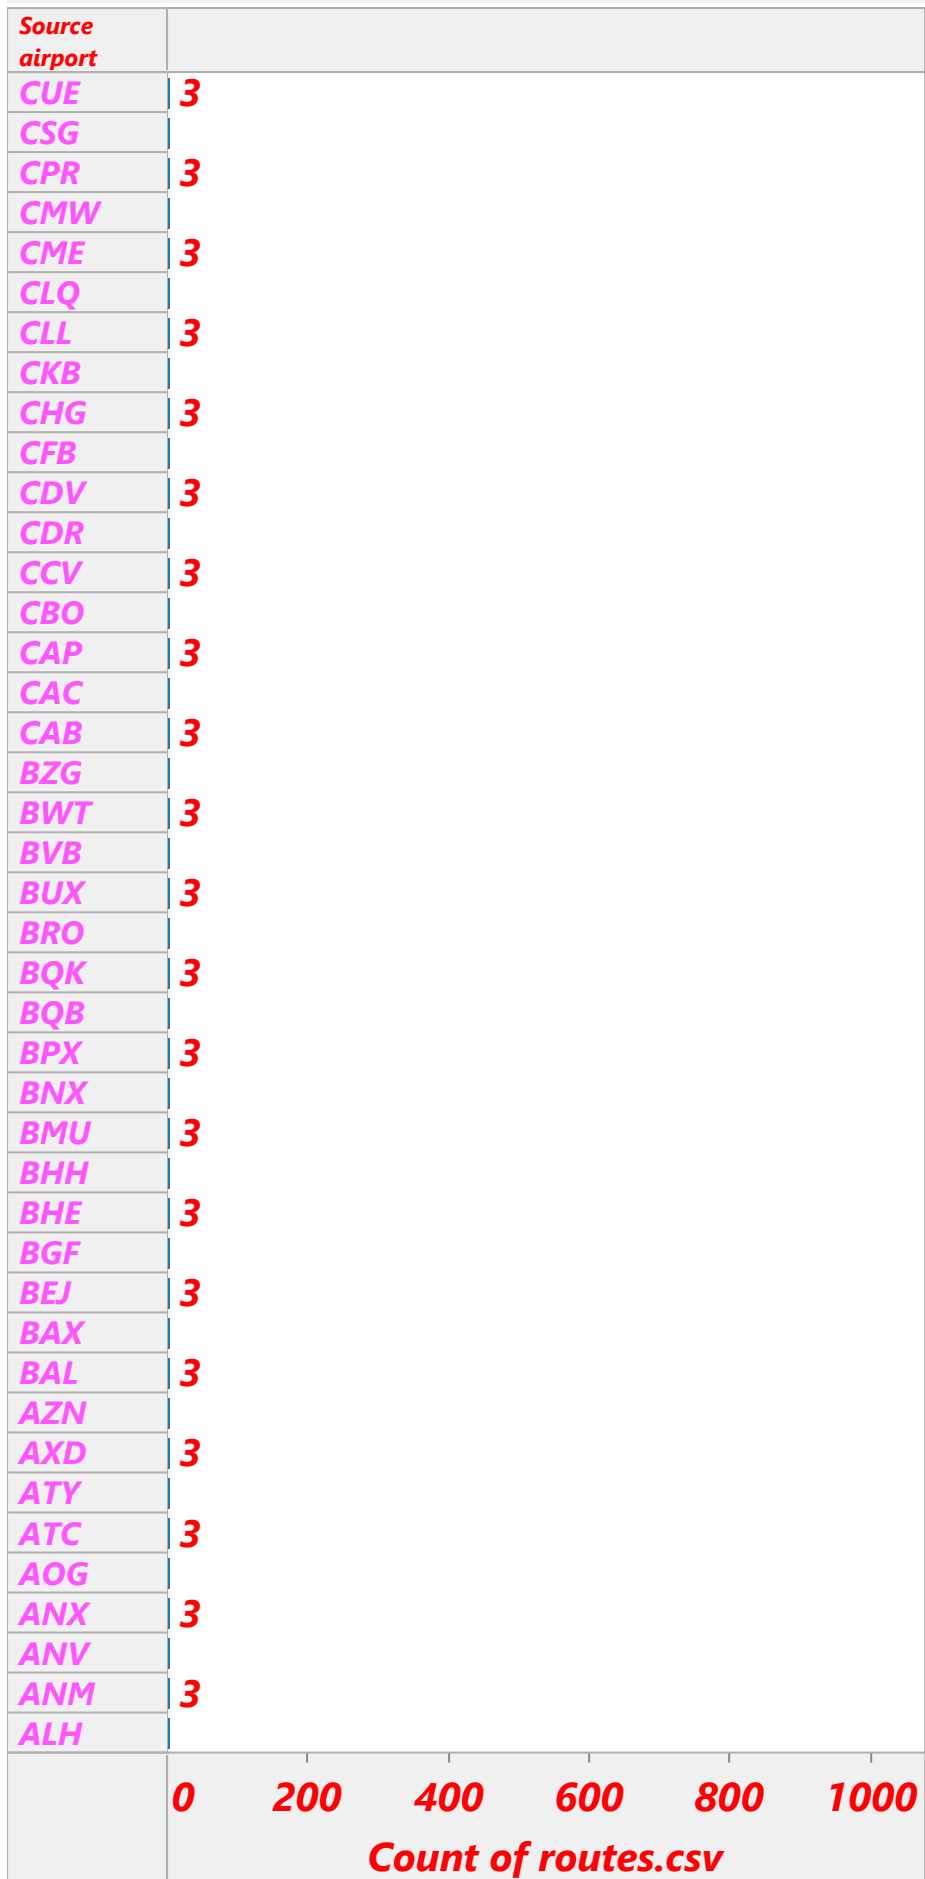 Source
airport
CUE 3
CSG
CPR 3
CMW
CME 3
CLQ
CLL 3
CKB
CHG 3
CFB
CDV 3
CDR
CCV 3
CBO
CAP 3
CAC
CAB 3
BZG
BWT 3
BVB
BUX 3
BRO
BQK 3
BQB
BPX 3
BNX
BMU 3
BHH
BHE 3
BGF
BEJ 3
BAX
BAL 3
AZN
AXD 3
ATY
ATC 3
AOG
ANX 3
ANV
ANM 3
ALH
0 200 400 600 800 1000
Count of routes.csv